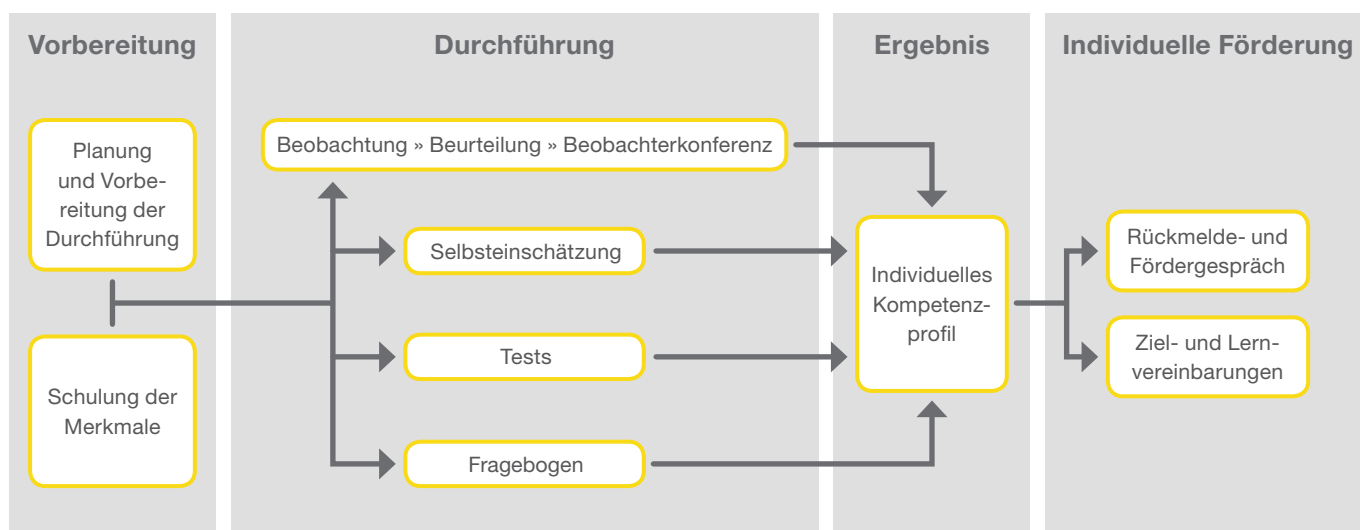 Vorbereitung
Planung
und Vorbe-
reitung der
Durchführung
Schulung der
Merkmale
Durchführung
Beobachtung » Beurteilung » Beobachterkonferenz
Selbsteinschätzung
Tests
Fragebogen
Ergebnis
Individuelles
Kompetenz-
profil
Individuelle Förderung
Rückmelde- und
Fördergespräch
Ziel- und Lern-
vereinbarungen